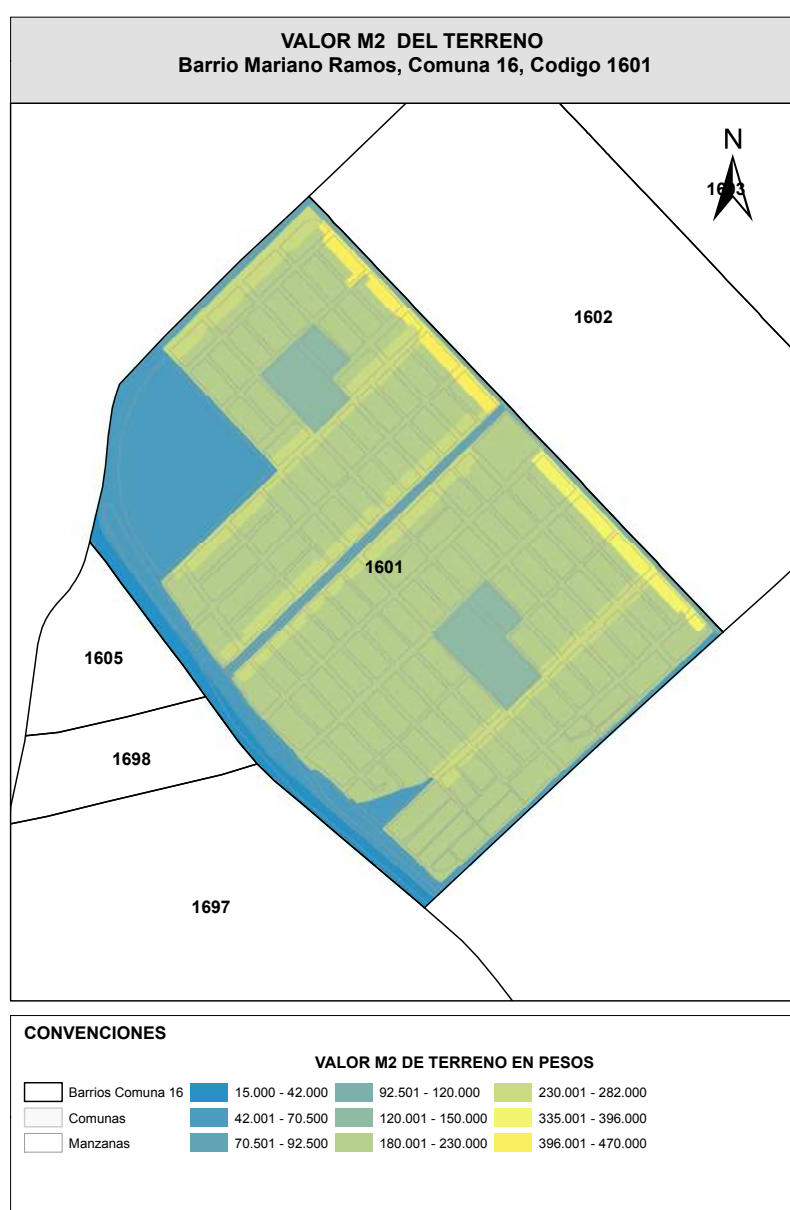 VALOR M2 DEL TERRENO
Barrio Mariano Ramos, Comuna 16, Codigo 1601
N
1603
1602
1601
1605
1698
1697
CONVENCIONES
VALOR M2 DE TERRENO EN PESOS
Barrios Comuna 16 15.000 - 42.000 92.501 - 120.000 230.001 - 282.000
Comunas 42.001 - 70.500 120.001 - 150.000 335.001 - 396.000
Manzanas 70.501 - 92.500 180.001 - 230.000 396.001 - 470.000